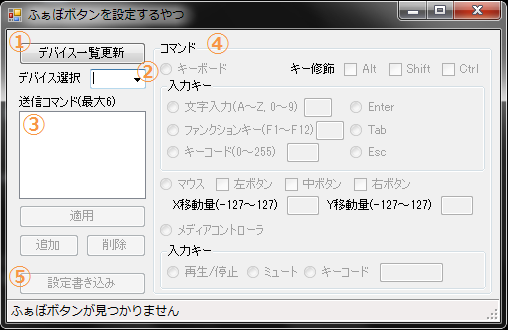 ふぁぼボタンを設定するやつ
① デバイス一覧更新
デバイス選択 ②
送信コマンド(最大6)
③
適用
追加 削除
⑤ 設定書き込み
コマンド ④
キーボード キー修飾 Alt Shift Ctrl
入力キー
文字入力(A～Z, 0～9) Enter
ファンクションキー(F1～F12) Tab
キーコード(0～255) Esc
マウス 左ボタン 中ボタン 右ボタン
X移動量(-127～127) Y移動量(-127～127)
メディアコントローラ
入力キー
再生/停止 ミュート キーコード
ふぁぼボタンが見つかりません